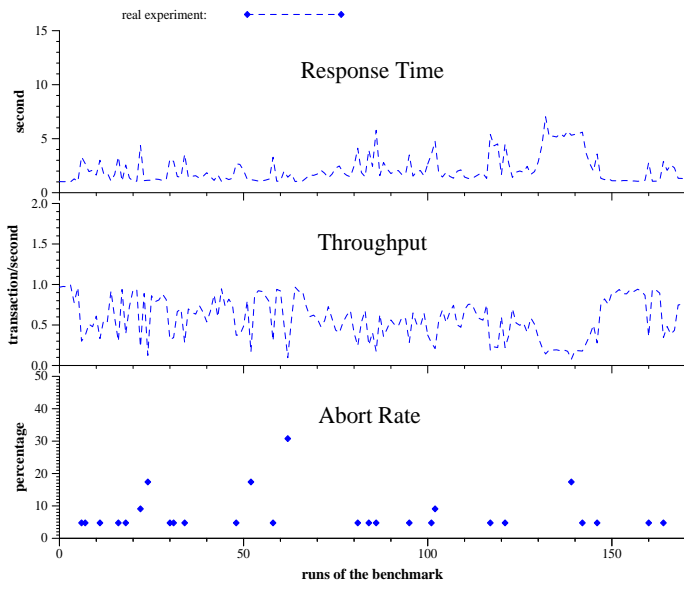 real experiment:
15
Response Time
10
second
5
0
2.0
Throughput
1.5
transaction/second
1.0
0.5
0.0
50
Abort Rate
40
percentage
30
20
10
0
0 50 100 150
runs of the benchmark